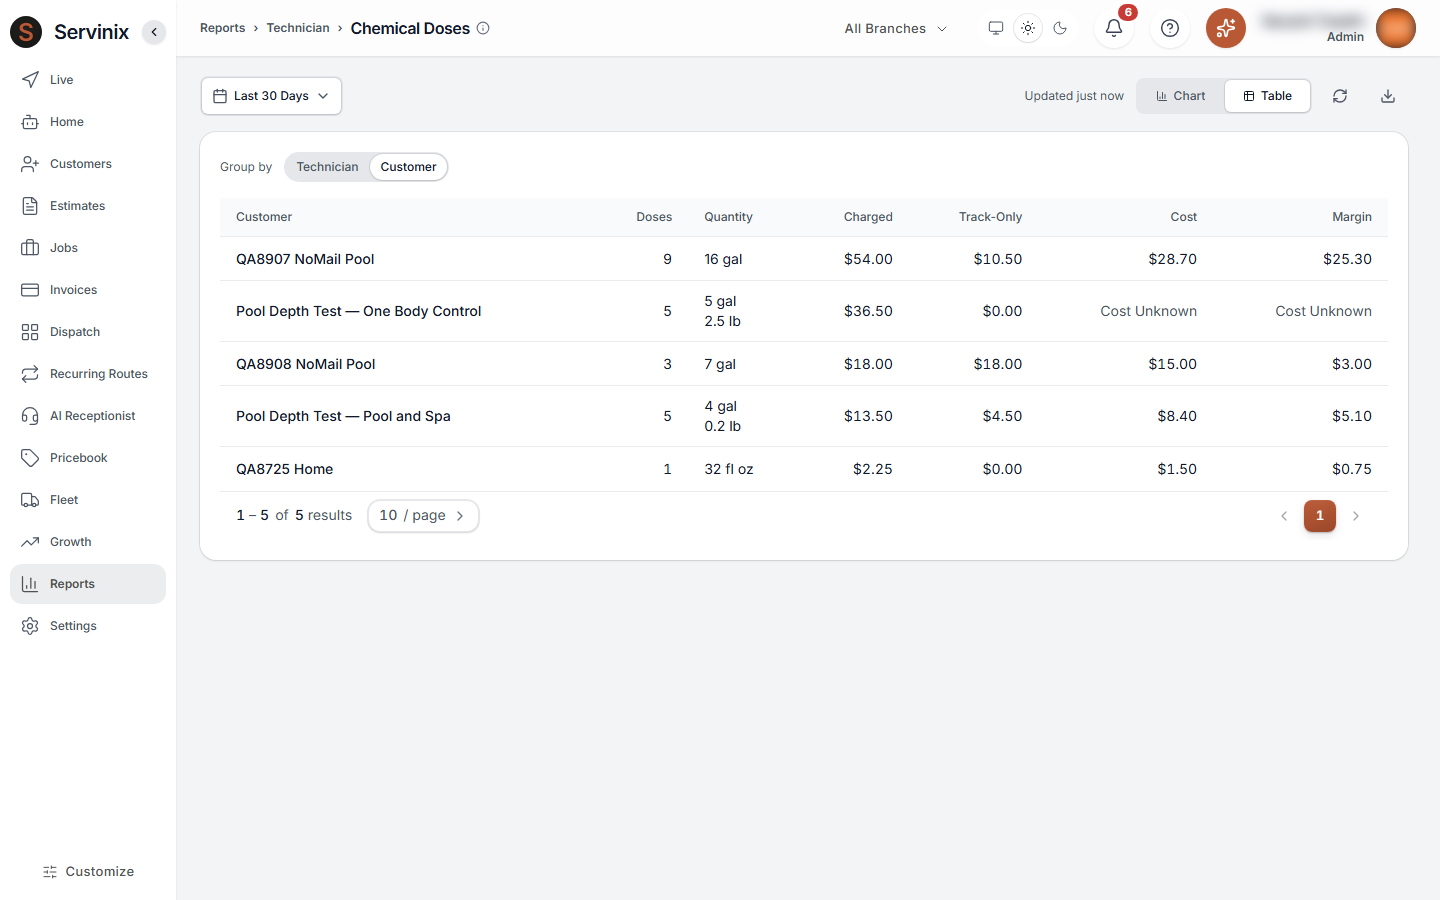 Servinix
Reports › Technician › Chemical Doses
All Branches
6
Admin
Live
Home
Customers
Estimates
Jobs
Invoices
Dispatch
Recurring Routes
AI Receptionist
Pricebook
Fleet
Growth
Reports
Settings
Customize
Last 30 Days
Updated just now
Chart
Table
Group by
Technician
Customer
Customer Doses Quantity Charged Track-Only Cost Margin
QA8907 NoMail Pool 9 16 gal $54.00 $10.50 $28.70 $25.30
Pool Depth Test — One Body Control 5 5 gal $36.50 $0.00 Cost Unknown Cost Unknown
2.5 lb
QA8908 NoMail Pool 3 7 gal $18.00 $18.00 $15.00 $3.00
Pool Depth Test — Pool and Spa 5 4 gal $13.50 $4.50 $8.40 $5.10
0.2 lb
QA8725 Home 1 32 fl oz $2.25 $0.00 $1.50 $0.75
1 – 5 of 5 results 10 / page 1